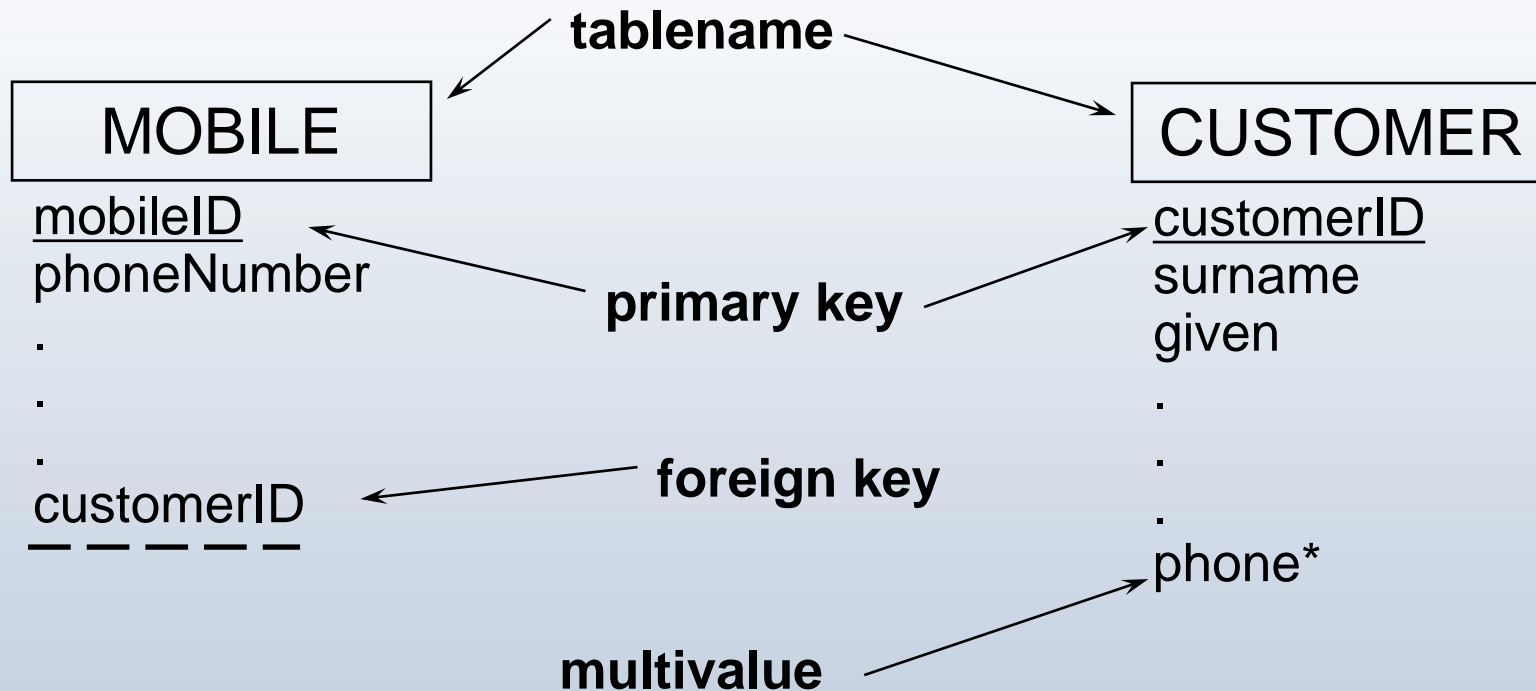 tablename
MOBILE
mobileID
phoneNumber
.
.
.
customerID
primary key
foreign key
multivalue
CUSTOMER
customerID
surname
given
.
.
.
phone*